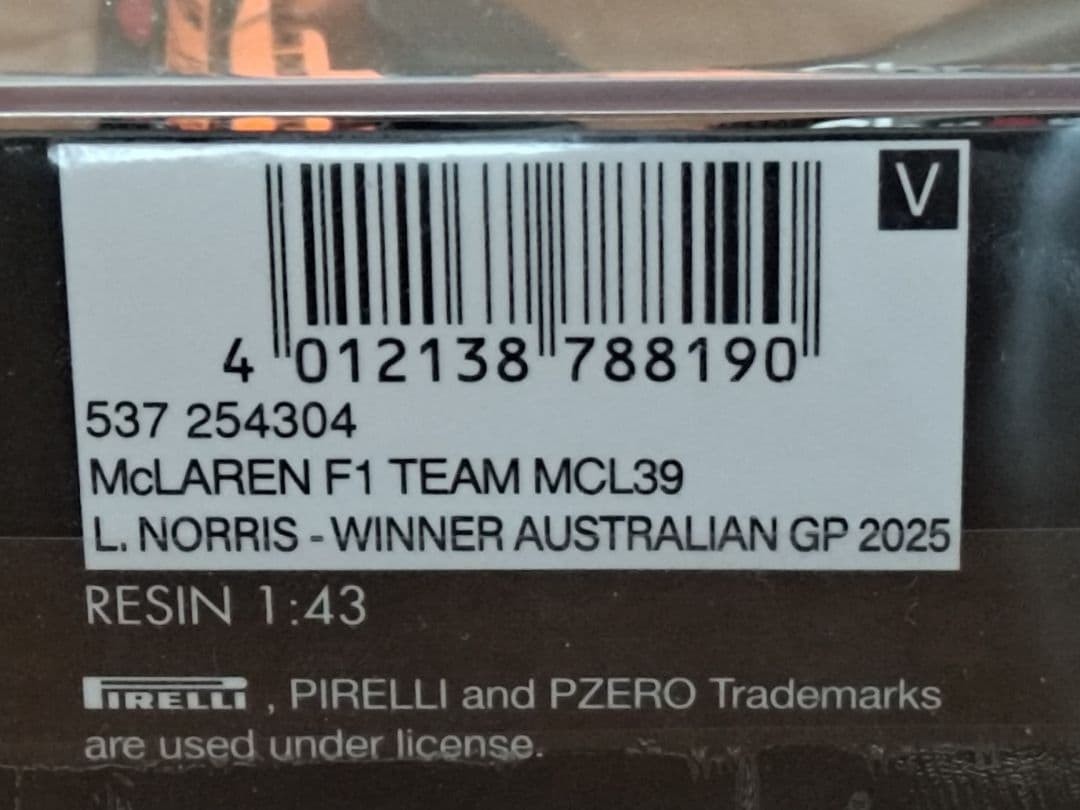 V
4 012138 788190
537 254304
McLAREN F1 TEAM MCL39
L. NORRIS - WINNER AUSTRALIAN GP 2025
RESIN 1:43
PIRELLI , PIRELLI and PZERO Trademarks
are used under license.